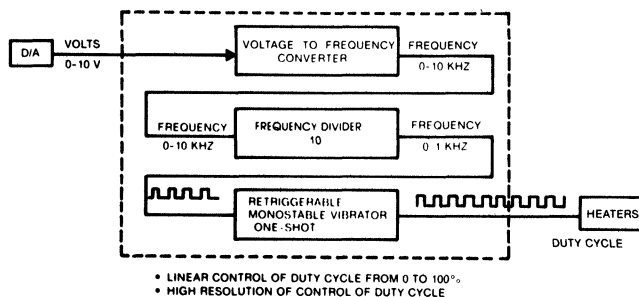 D/A
VOLTS
0-10 V
VOLTAGE TO FREQUENCY
CONVERTER
FREQUENCY
0-10 KHZ
FREQUENCY
0-10 KHZ
FREQUENCY DIVIDER
10
FREQUENCY
0 1 KHZ
RETRIGGERABLE
MONOSTABLE VIBRATOR
ONE-SHOT
HEATERS
DUTY CYCLE
• LINEAR CONTROL OF DUTY CYCLE FROM 0 TO 100%
• HIGH RESOLUTION OF CONTROL OF DUTY CYCLE